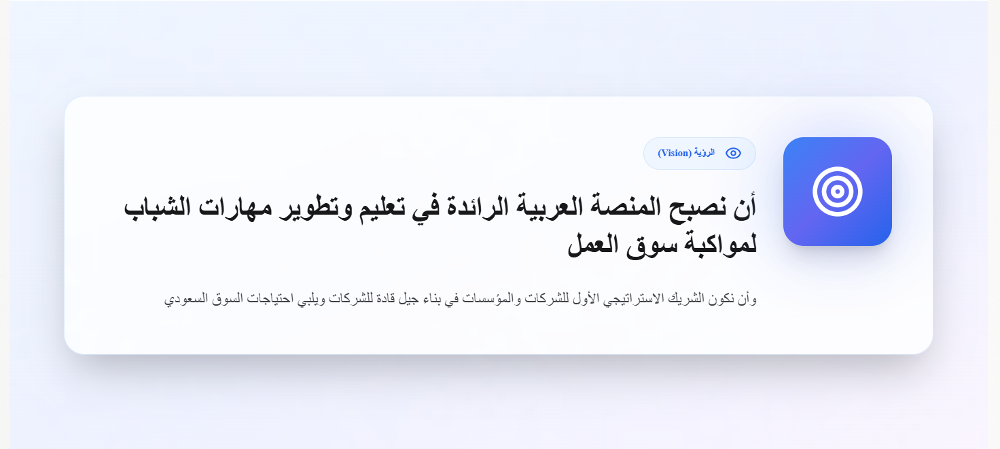 الرؤية (Vision)
أن نصبح المنصة العربية الرائدة في تعليم وتطوير مهارات الشباب
لمواكبة سوق العمل
وأن نكون الشريك الاستراتيجي الأول للشركات والمؤسسات في بناء جيل قادة للشركات ويلبي احتياجات السوق السعودي